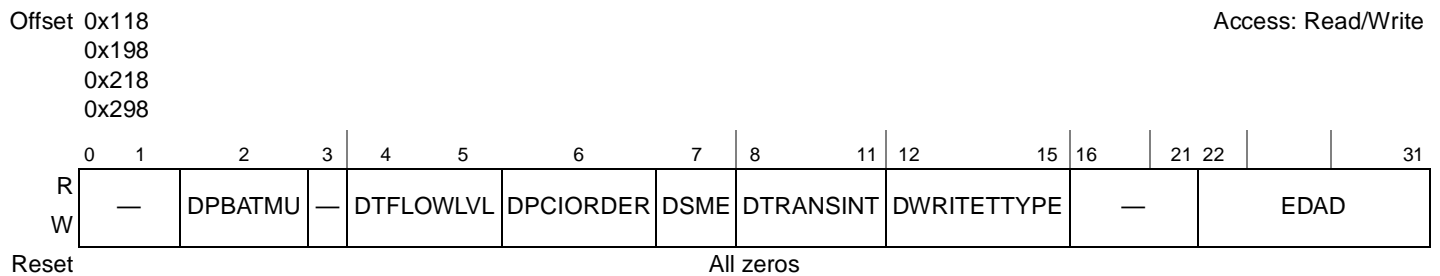 Offset 0x118 Access: Read/Write
0x198
0x218
0x298
0 1 2 3 4 5 6 7 8 11 12 15 16 21 22 31
R
— DPBATMU — DTFLOWLVL DPCIORDER DSME DTRANSINT DWRITETTYPE — EDAD
W
Reset All zeros